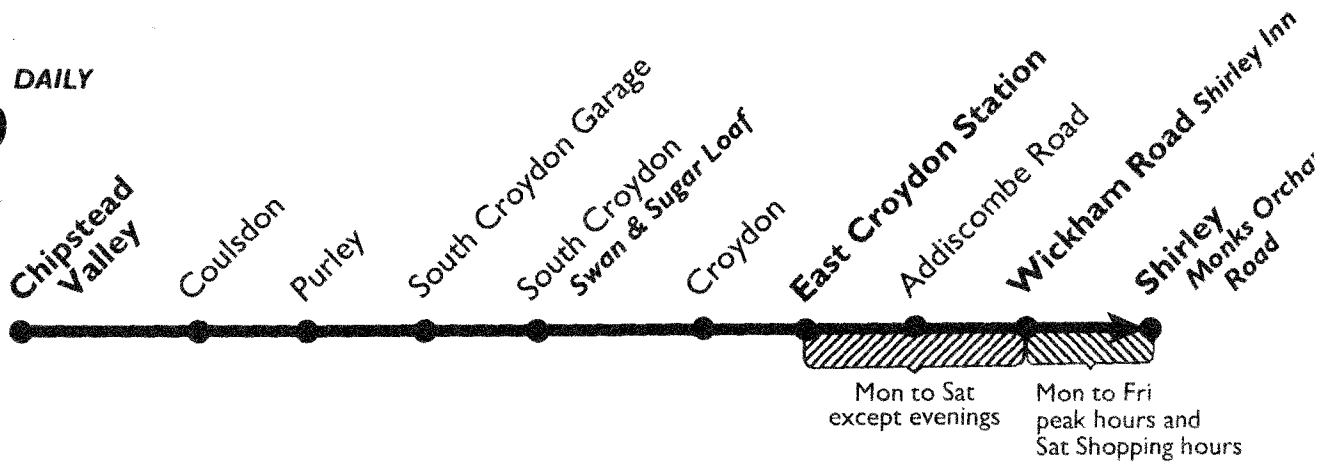 DAILY
Chipstead
Valley
Coulsdon
Purley
South Croydon Garage
South Croydon
Swan & Sugar Loaf
Croydon
East Croydon Station
Addiscombe Road
Wickham Road Shirley Inn
Shirley
Monks
Road
Mon to Sat
except evenings
Mon to Fri
peak hours and
Sat Shopping hours